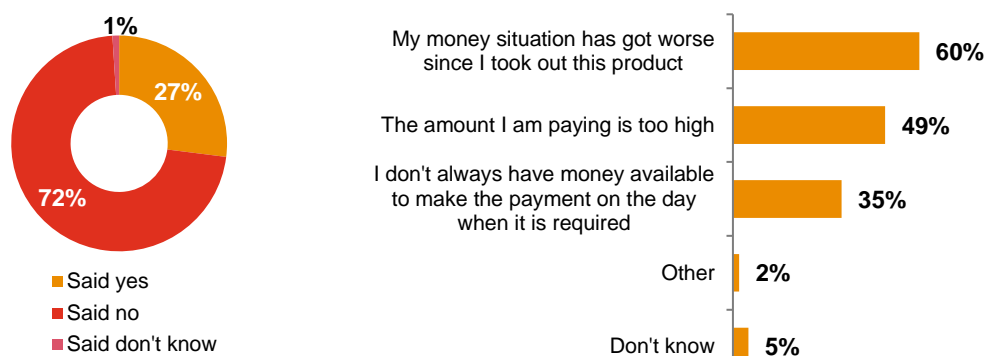 1%
27%
72%
Said yes
Said no
Said don't know
My money situation has got worse
since I took out this product
60%
The amount I am paying is too high
49%
I don't always have money available
to make the payment on the day
when it is required
35%
Other
2%
Don't know
5%